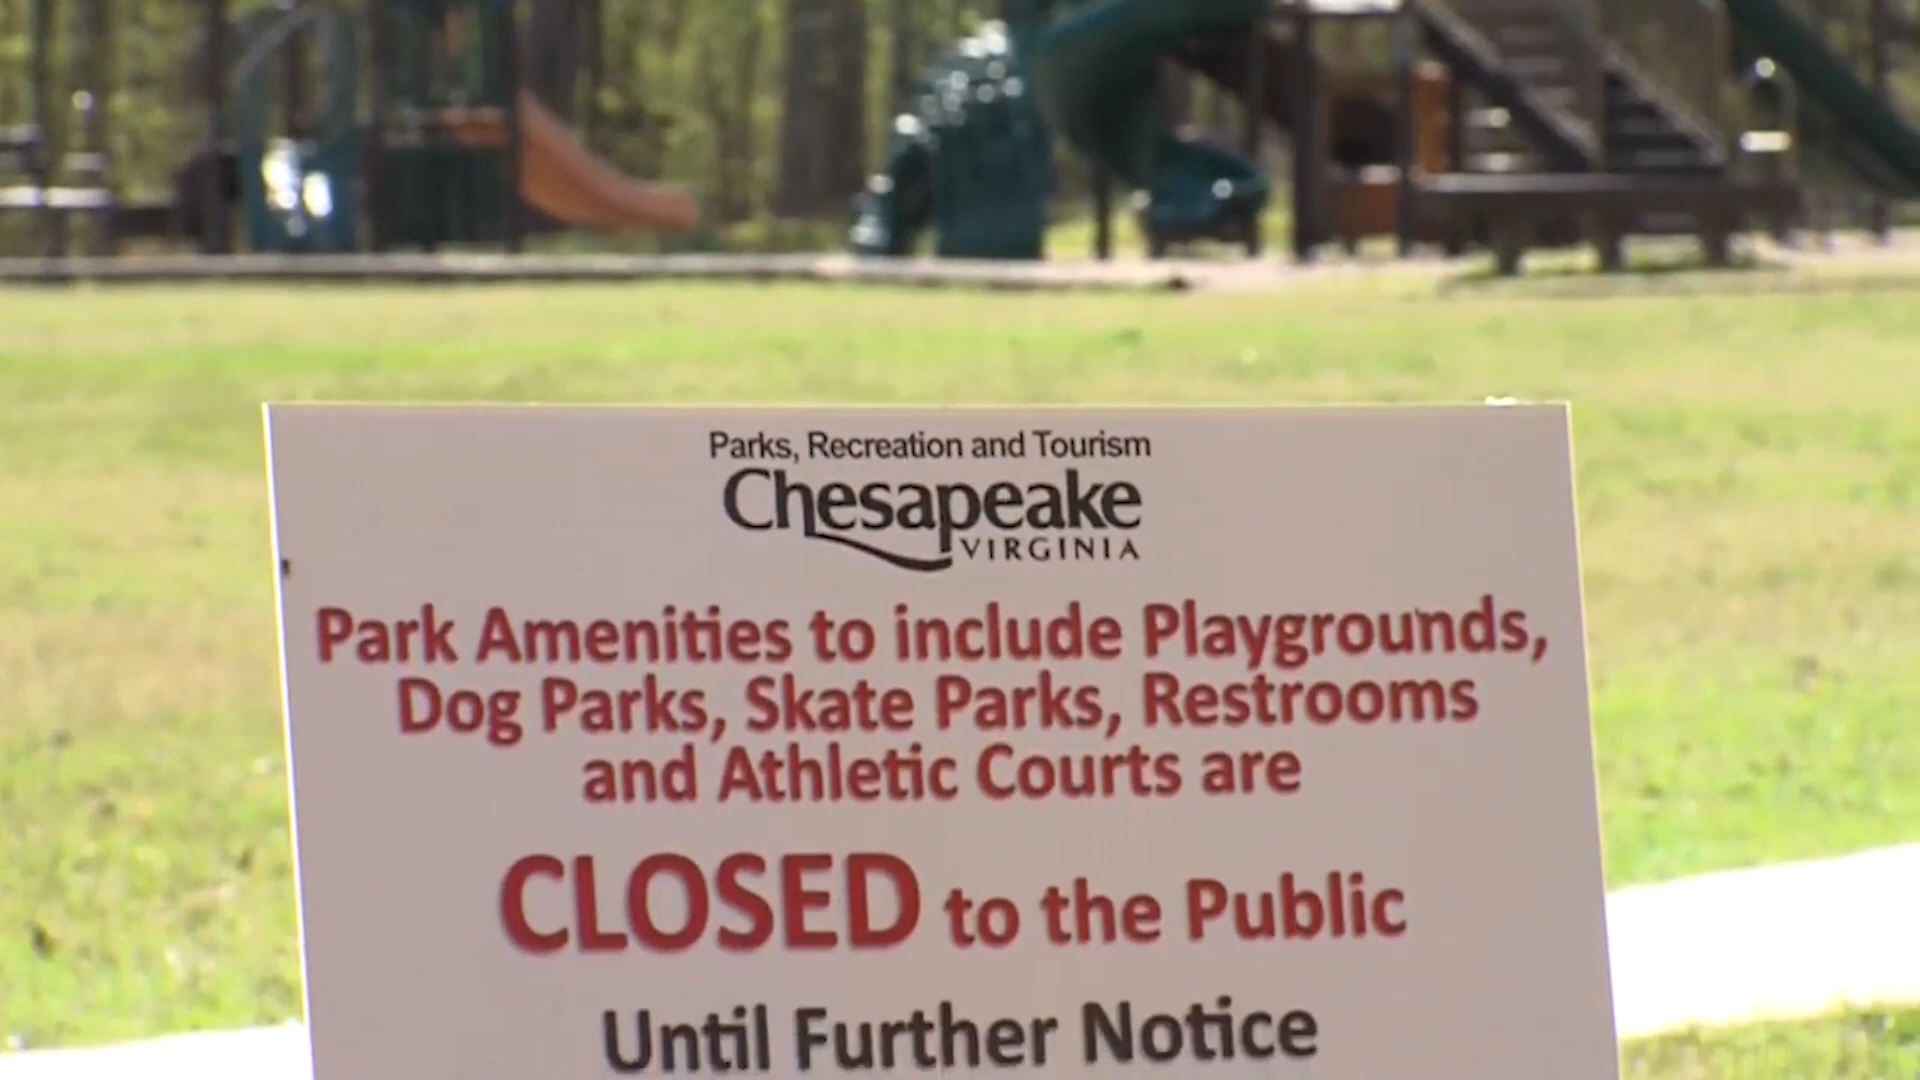 Parks, Recreation and Tourism
Chesapeake
VIRGINIA
Park Amenities to include Playgrounds,
Dog Parks, Skate Parks, Restrooms
and Athletic Courts are
CLOSED to the Public
Until Further Notice